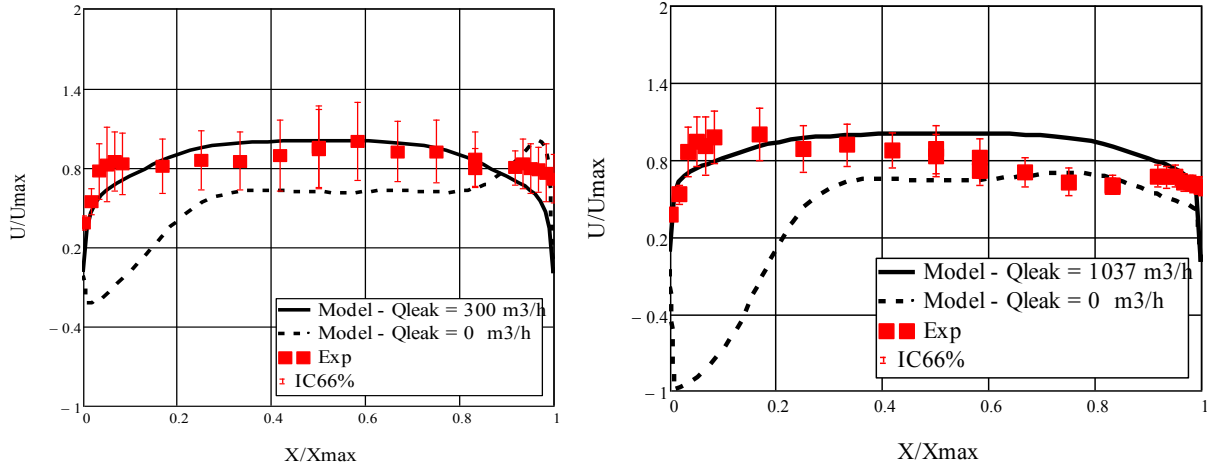 2
1.4
0.8
0.2
− 0.4
− 1
0
0.2
0.4
0.6
0.8
1
U/Umax
X/Xmax
Model - Qleak = 300 m3/h
Model - Qleak = 0 m3/h
Exp
IC66%
2
1.4
0.8
0.2
− 0.4
− 1
0
0.2
0.4
0.6
0.8
1
U/Umax
X/Xmax
Model - Qleak = 1037 m3/h
Model - Qleak = 0 m3/h
Exp
IC66%